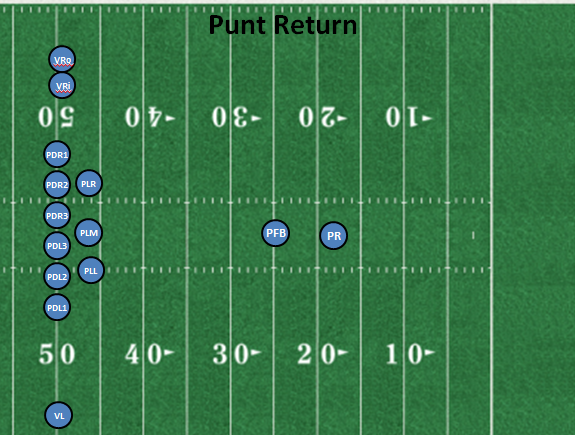 Punt Return
VRo
VRi
50 40 30 20 10
PDR1
PDR2 PLR
PDR3
PLM PFB PR
PDL3
PDL2 PLL
PDL1
50 40 30 20 10
VL